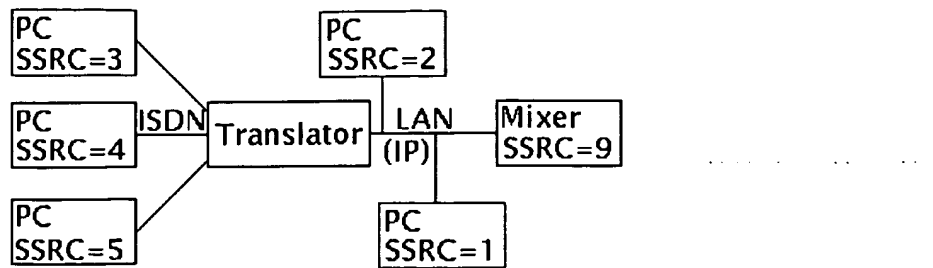 PC
SSRC=3
PC
SSRC=2
PC
SSRC=4
ISDN
Translator
LAN
(IP)
Mixer
SSRC=9
PC
SSRC=5
PC
SSRC=1